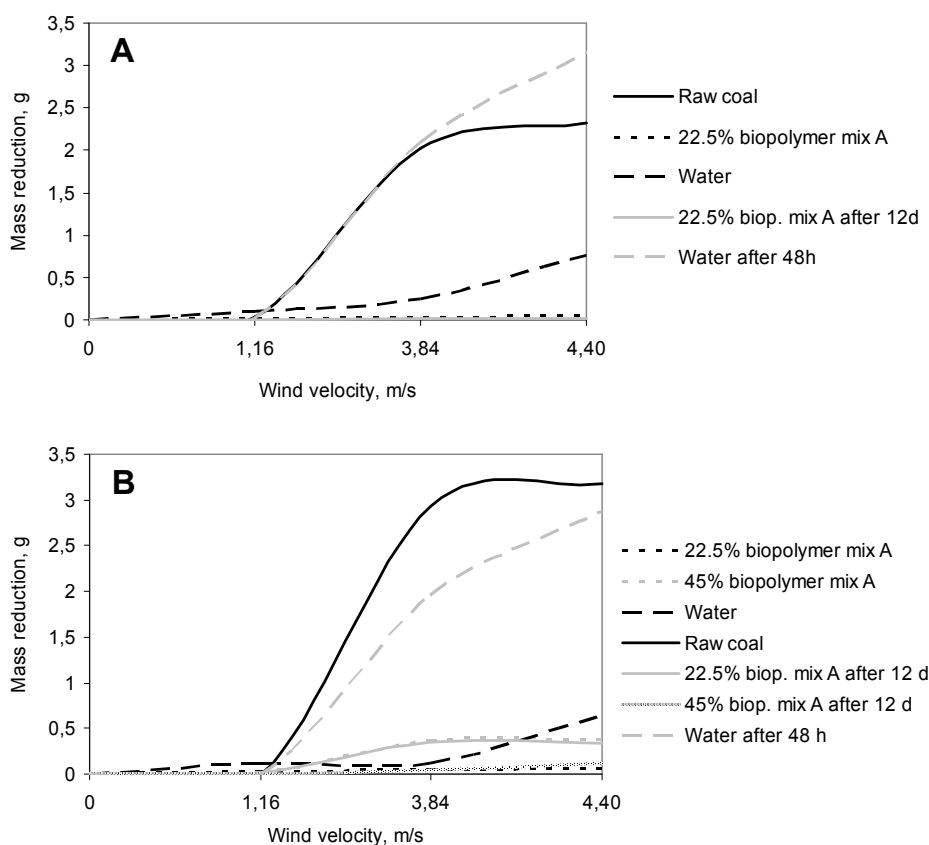 A
3,5
3
2,5
2
1,5
1
0,5
0
Mass reduction, g
0 1,16 3,84 4,40
Wind velocity, m/s
Raw coal
22.5% biopolymer mix A
Water
22.5% biop. mix A after 12d
Water after 48h
B
3,5
3
2,5
2
1,5
1
0,5
0
Mass reduction, g
0 1,16 3,84 4,40
Wind velocity, m/s
22.5% biopolymer mix A
45% biopolymer mix A
Water
Raw coal
22.5% biop. mix A after 12 d
45% biop. mix A after 12 d
Water after 48 h